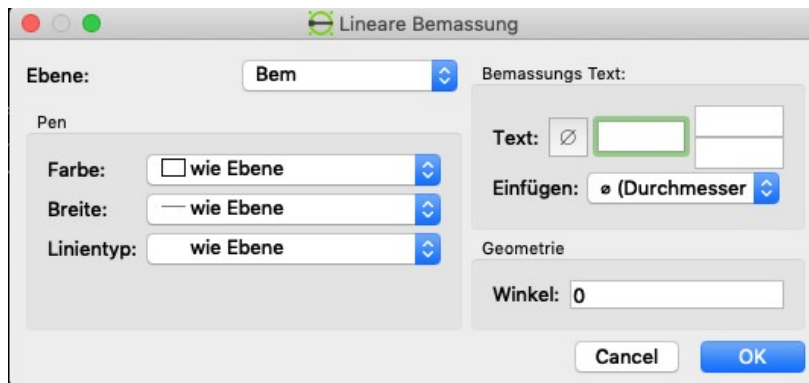 Lineare Bemassung
Ebene: Bem
Pen
Farbe: wie Ebene
Breite: wie Ebene
Linientyp: wie Ebene
Bemassungs Text:
Text: ⌀
Einfügen: ⌀ (Durchmesser
Geometrie
Winkel: 0
Cancel OK